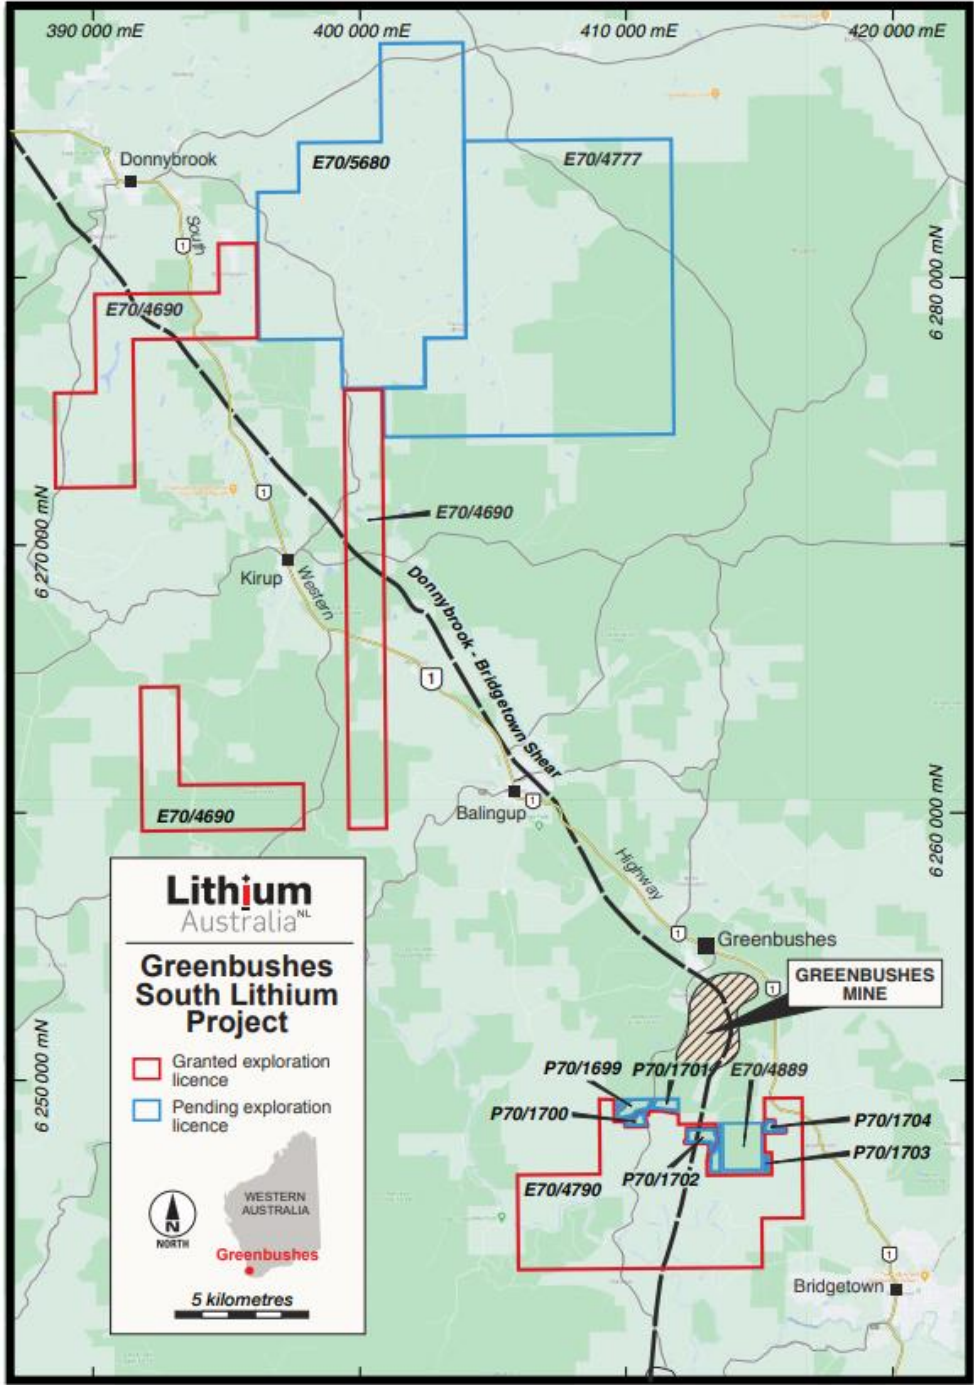 390 000 mE
400 000 mE
410 000 mE
420 000 mE
Donnybrook
E70/5680
E70/4777
South
1
6 280 000 mN
E70/4690
6 270 000 mN
1
E70/4690
Kirup
Western
Donnybrook - Bridgetown Shear
1
E70/4690
Balingup
1
6 260 000 mN
Highway
1
Greenbushes
GREENBUSHES
MINE
1
Lithium
Australia NL
Greenbushes
South Lithium
Project
Granted exploration
licence
Pending exploration
licence
WESTERN
AUSTRALIA
N
NORTH
Greenbushes
5 kilometres
6 250 000 mN
P70/1699
P70/1701
E70/4889
P70/1700
P70/1704
P70/1703
P70/1702
E70/4790
1
Bridgetown